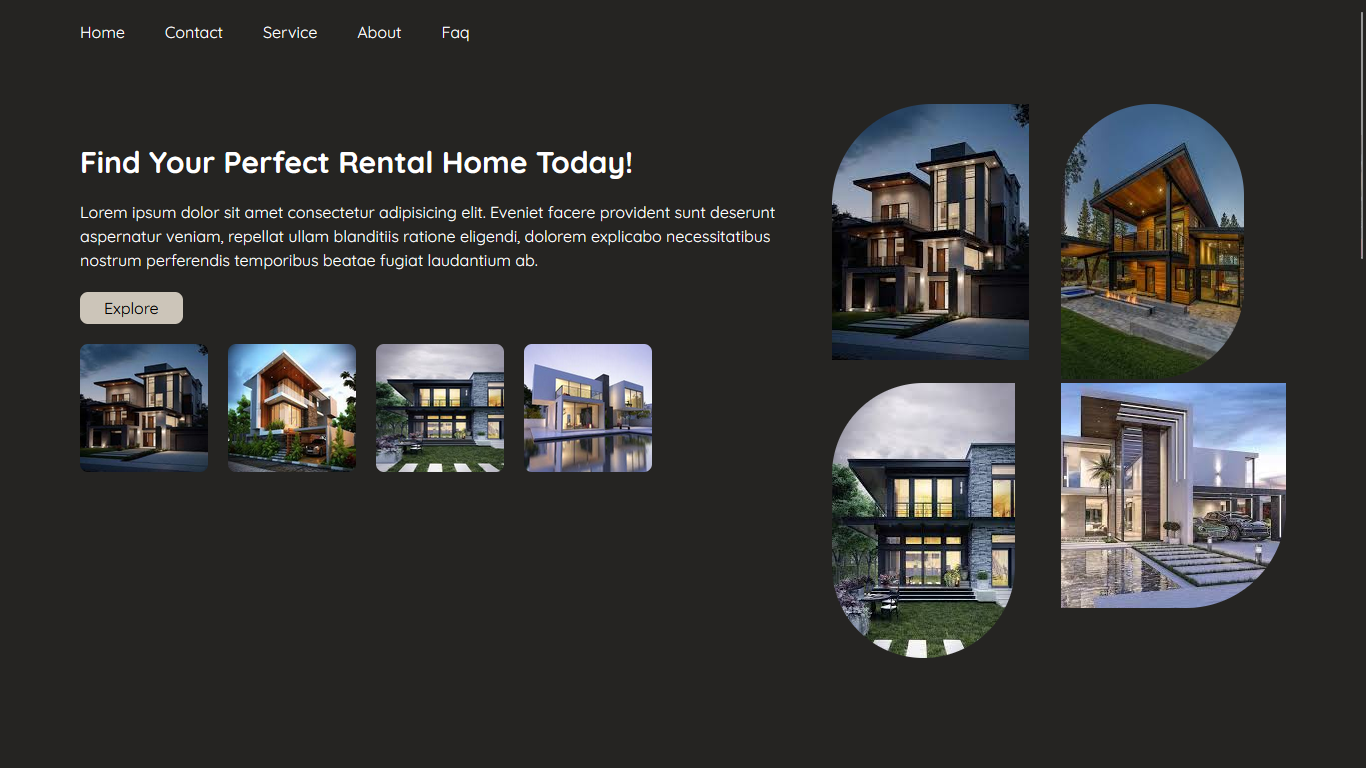 Home Contact Service About Faq
Find Your Perfect Rental Home Today!
Lorem ipsum dolor sit amet consectetur adipisicing elit. Eveniet facere provident sunt deserunt
aspernatur veniam, repellat ullam blanditiis ratione eligendi, dolorem explicabo necessitatibus
nostrum perferendis temporibus beatae fugiat laudantium ab.
Explore